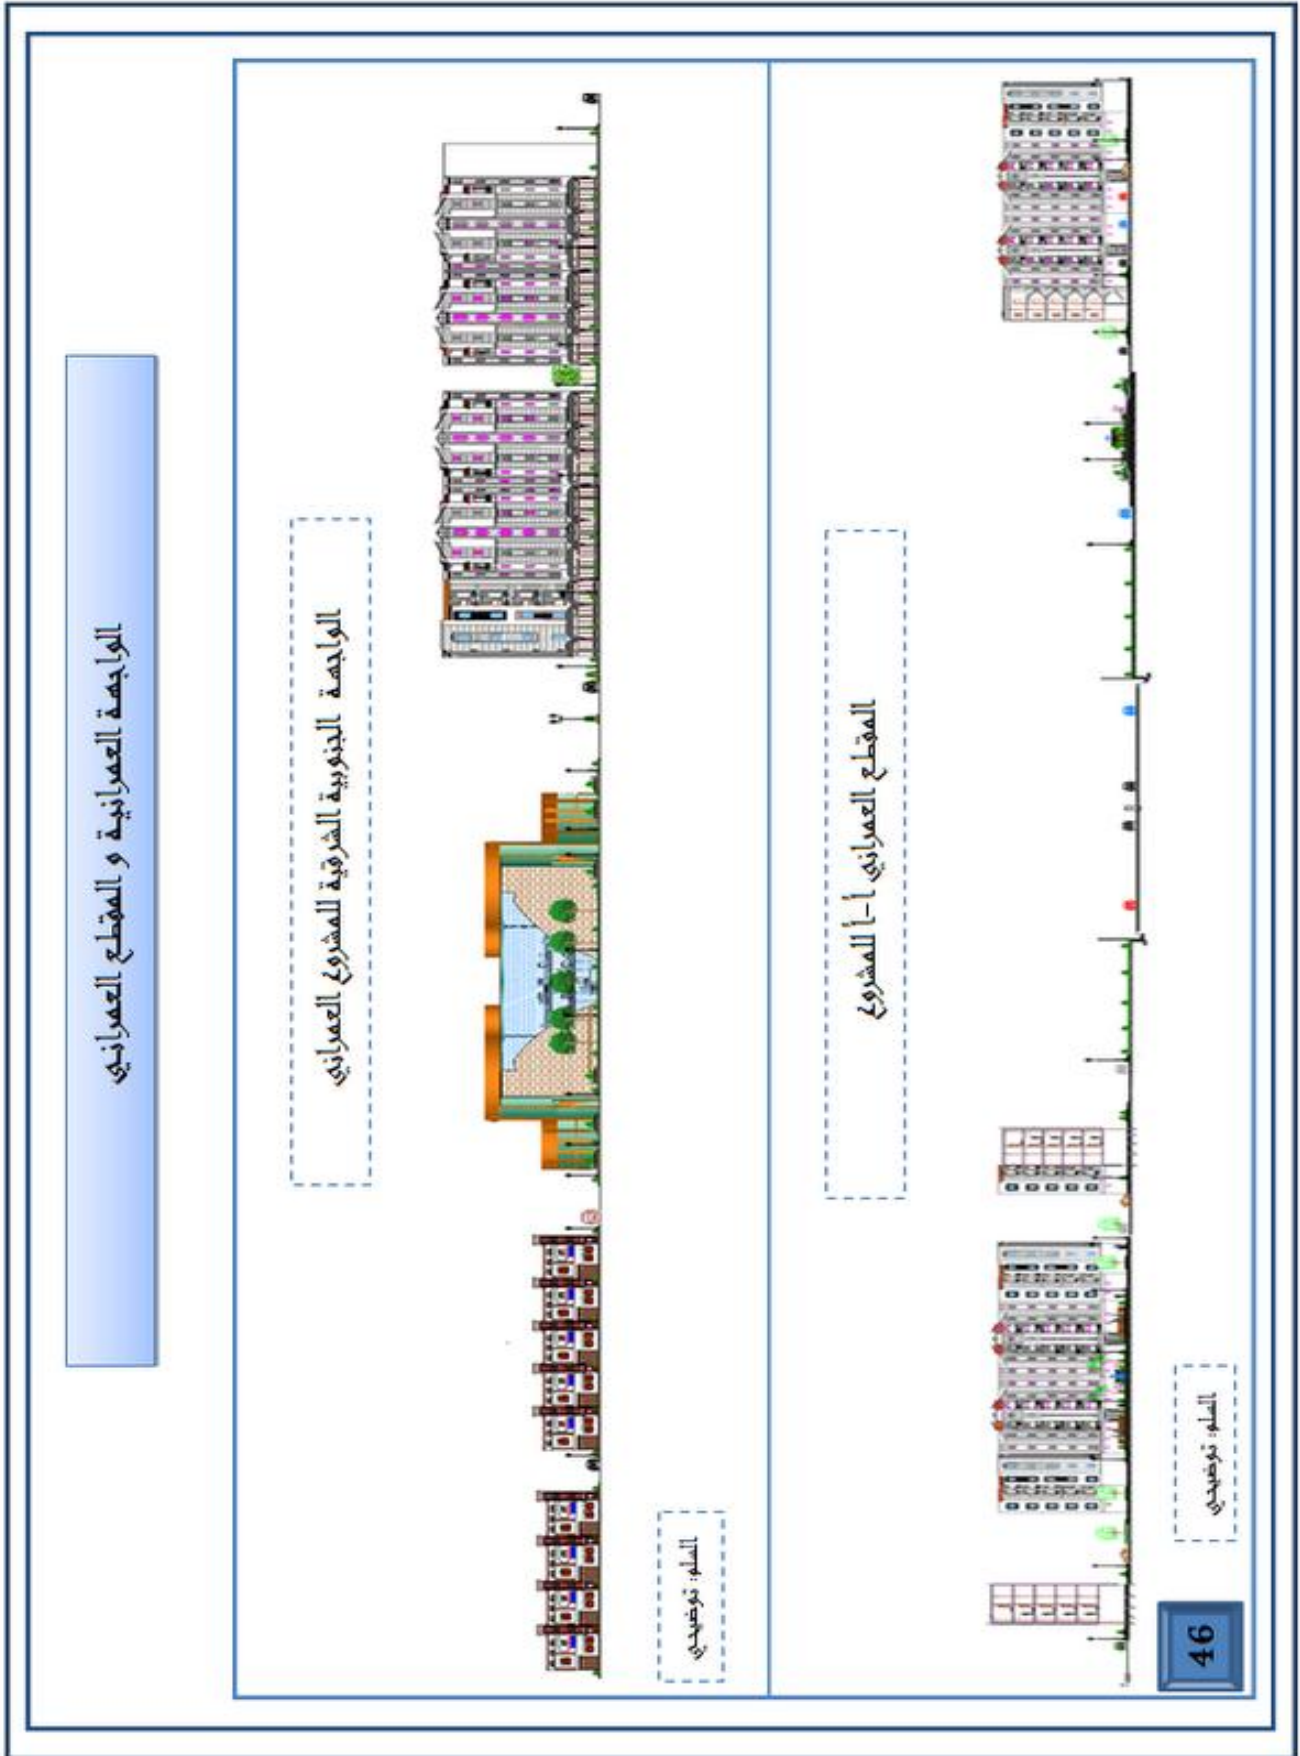 الواجهة العمرانية و المقطع العمراني
الواجهة الجنوبية الشرقية للمشروع العمراني
السلم: توضيحي
المقطع العمراني أ-أ للمشروع
السلم: توضيحي
46